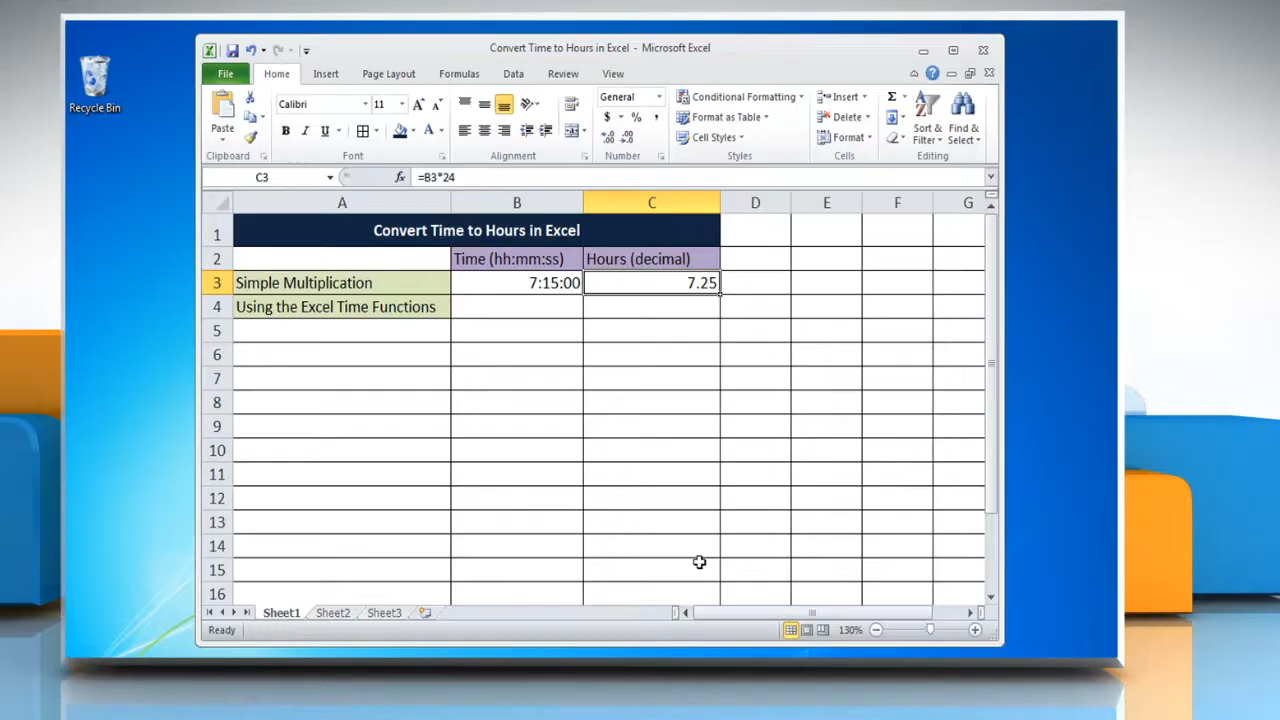 Recycle Bin
Convert Time to Hours in Excel - Microsoft Excel
File Home Insert Page Layout Formulas Data Review View
Paste
Calibri 11
B I U A
General
$ % ,
Conditional Formatting
Format as Table
Cell Styles
Insert
Delete
Format
Σ
Sort & Filter
Find & Select
Clipboard Font Alignment Number Styles Cells Editing
C3 fx =B3*24
A B C D E F G
1 Convert Time to Hours in Excel
2 Time (hh:mm:ss) Hours (decimal)
3 Simple Multiplication 7:15:00 7.25
4 Using the Excel Time Functions
5
6
7
8
9
10
11
12
13
14
15
16
Sheet1 Sheet2 Sheet3
Ready 130%